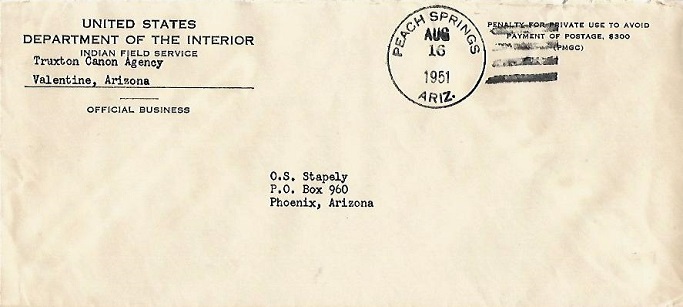 UNITED STATES
DEPARTMENT OF THE INTERIOR
INDIAN FIELD SERVICE
Truxton Canon Agency
Valentine, Arizona
OFFICIAL BUSINESS
PEACH SPRINGS
AUG
16
1951
ARIZ.
PENALTY FOR PRIVATE USE TO AVOID
PAYMENT OF POSTAGE, $300
(PMGC)
O.S. Stapely
P.O. Box 960
Phoenix, Arizona